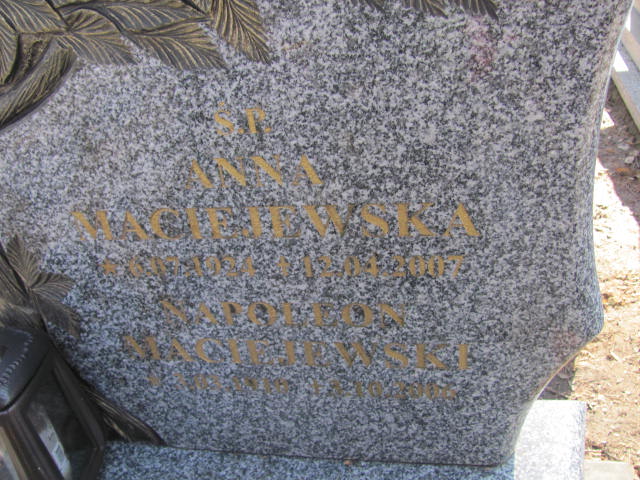 Ś.P.
ANNA
MACIEJEWSKA
* 6.07.1924 † 12.04.2007
NAPOLEON
MACIEJEWSKI